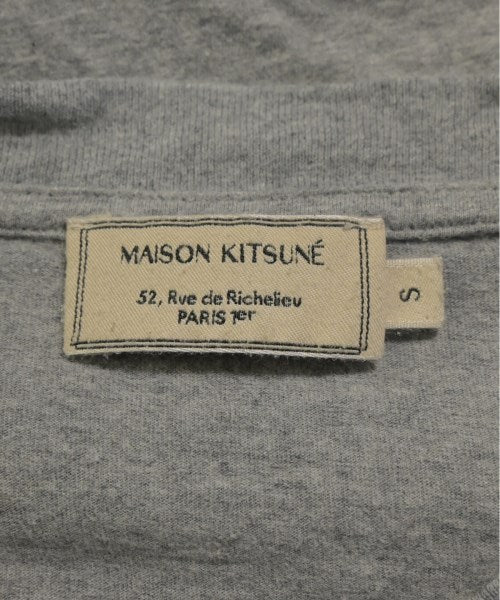 MAISON KITSUNÉ
52, Rue de Richelieu
PARIS 1er
S